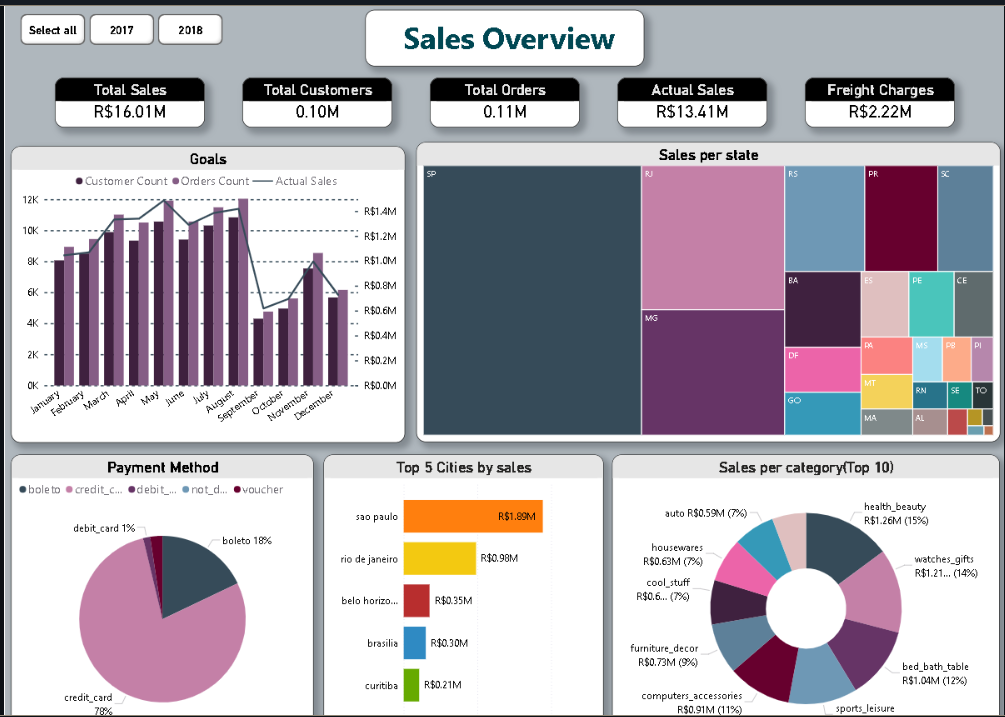 Select all
2017
2018
Sales Overview
Total Sales
R$16.01M
Total Customers
0.10M
Total Orders
0.11M
Actual Sales
R$13.41M
Freight Charges
R$2.22M
Goals
Customer Count Orders Count Actual Sales
12K
10K
8K
6K
4K
2K
0K
R$1.4M
R$1.2M
R$1.0M
R$0.8M
R$0.6M
R$0.4M
R$0.2M
R$0.0M
January
February
March
April
May
June
July
August
September
October
November
December
Sales per state
SP
RJ
MG
RS
PR
SC
BA
DF
GO
ES
PE
CE
PA
MT
MA
MS
PB
PI
RN
SE
TO
AL
Payment Method
boleto credit_c... debit_... not_d... voucher
debit_card 1%
boleto 18%
credit_card
78%
Top 5 Cities by sales
sao paulo R$1.89M
rio de janeiro R$0.98M
belo horizo... R$0.35M
brasilia R$0.30M
curitiba R$0.21M
Sales per category(Top 10)
health_beauty
R$1.26M (15%)
watches_gifts
R$1.21... (14%)
bed_bath_table
R$1.04M (12%)
sports_leisure
computers_accessories
R$0.91M (11%)
furniture_decor
R$0.73M (9%)
cool_stuff
R$0.6... (7%)
housewares
R$0.63M (7%)
auto R$0.59M (7%)